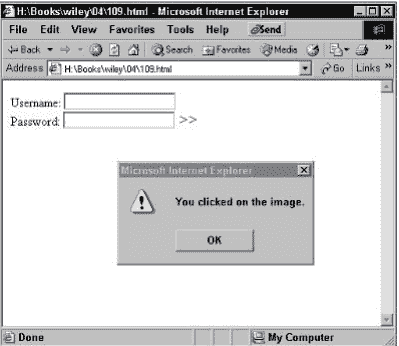 H:\Books\wiley\04\109.html - Microsoft Internet Explorer
File Edit View Favorites Tools Help Send
Back Search Favorites Media »
Address H:\Books\wiley\04\109.html Go Links »
Username:
Password: >>
Microsoft Internet Explorer
You clicked on the image.
OK
Done My Computer